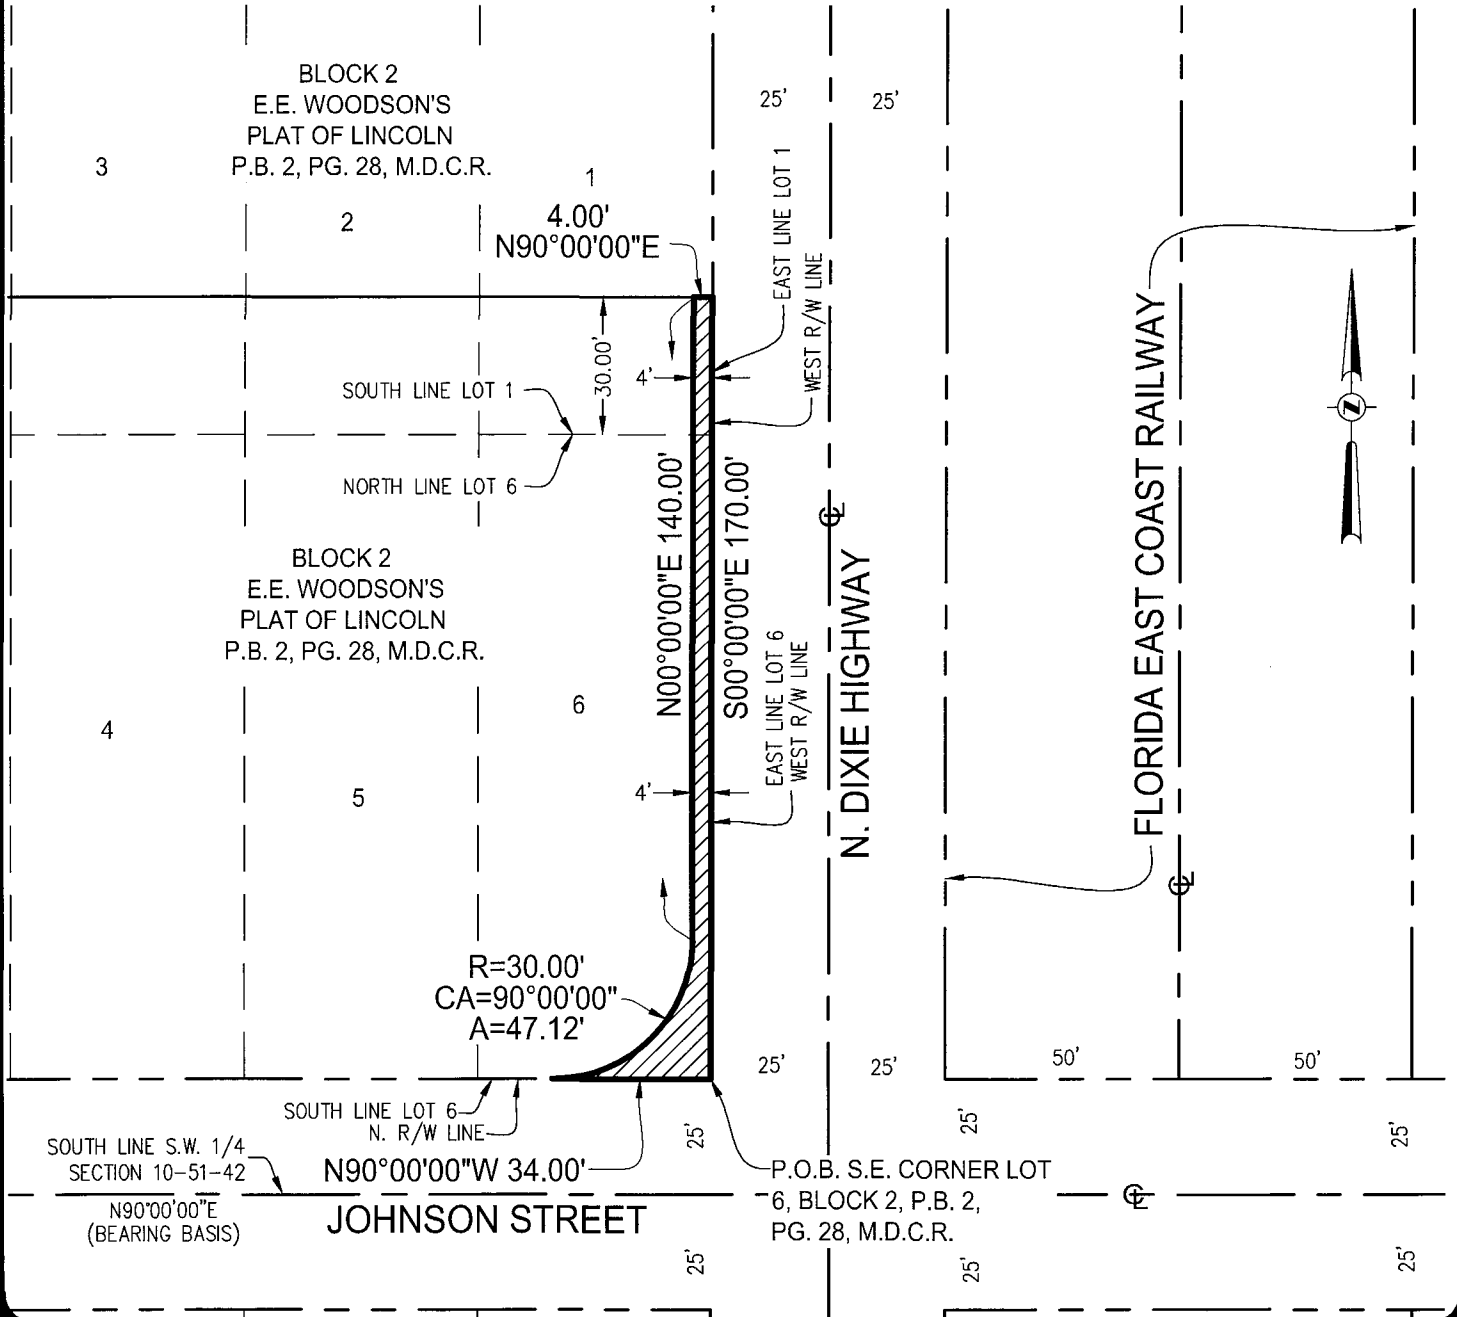 BLOCK 2
E.E. WOODSON'S
PLAT OF LINCOLN
P.B. 2, PG. 28, M.D.C.R.
3
2
1
4.00'
N90°00'00"E
25'
25'
EAST LINE LOT 1
WEST R/W LINE
30.00'
4'
SOUTH LINE LOT 1
NORTH LINE LOT 6
N00°00'00"E 140.00'
S00°00'00"E 170.00'
BLOCK 2
E.E. WOODSON'S
PLAT OF LINCOLN
P.B. 2, PG. 28, M.D.C.R.
4
5
6
4'
EAST LINE LOT 6
WEST R/W LINE
CL
N. DIXIE HIGHWAY
FLORIDA EAST COAST RAILWAY
CL
N
R=30.00'
CA=90°00'00"
A=47.12'
25'
25'
50'
50'
SOUTH LINE LOT 6
N. R/W LINE
SOUTH LINE S.W. 1/4
SECTION 10-51-42
N90°00'00"W 34.00'
25'
25'
25'
P.O.B. S.E. CORNER LOT
6, BLOCK 2, P.B. 2,
PG. 28, M.D.C.R.
CL
N90°00'00"E
(BEARING BASIS)
JOHNSON STREET
25'
25'
25'